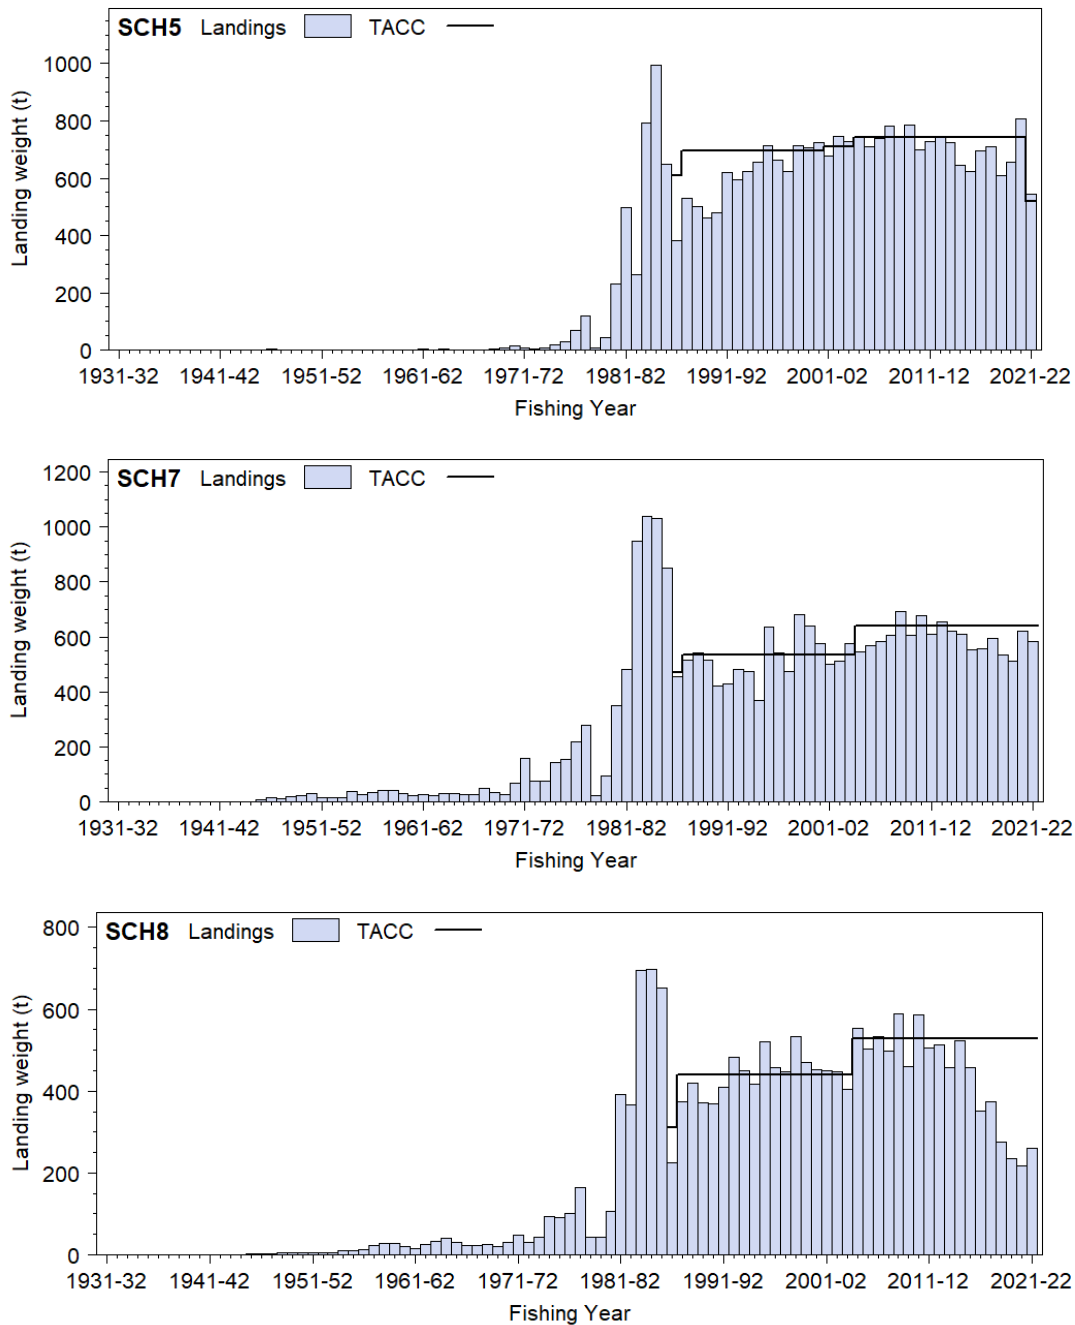 SCH5 Landings TACC
1000
800
600
400
200
0
Landing weight (t)
1931-32 1941-42 1951-52 1961-62 1971-72 1981-82 1991-92 2001-02 2011-12 2021-22
Fishing Year
SCH7 Landings TACC
1200
1000
800
600
400
200
0
Landing weight (t)
1931-32 1941-42 1951-52 1961-62 1971-72 1981-82 1991-92 2001-02 2011-12 2021-22
Fishing Year
SCH8 Landings TACC
800
600
400
200
0
Landing weight (t)
1931-32 1941-42 1951-52 1961-62 1971-72 1981-82 1991-92 2001-02 2011-12 2021-22
Fishing Year